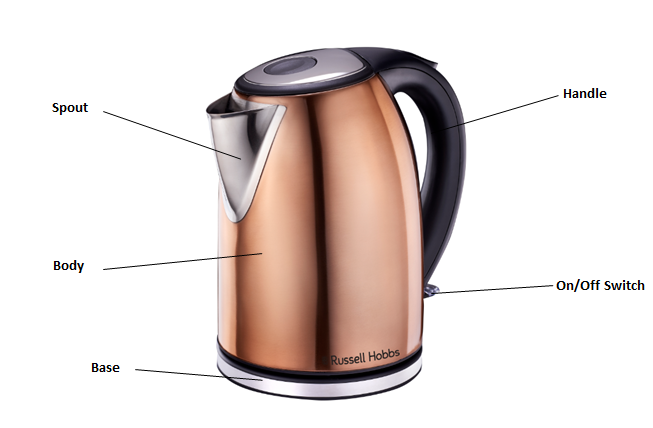 Handle
Spout
Body
On/Off Switch
Russell Hobbs
Base